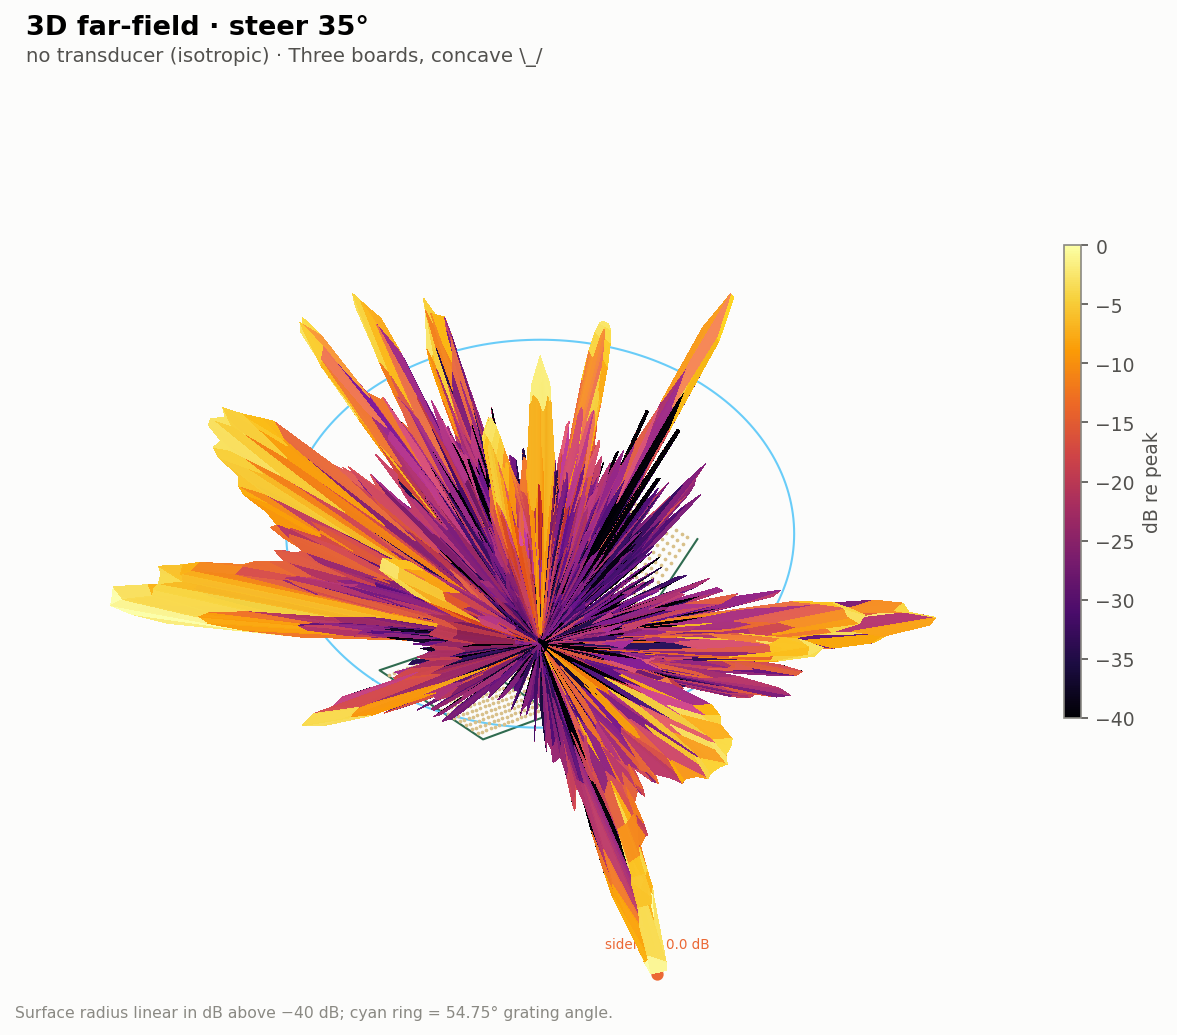 3D far-field · steer 35°
no transducer (isotropic) · Three boards, concave \_/
0
−5
−10
−15
−20
−25
−30
−35
−40
dB re peak
0.0 dB
Surface radius linear in dB above −40 dB; cyan ring = 54.75° grating angle.